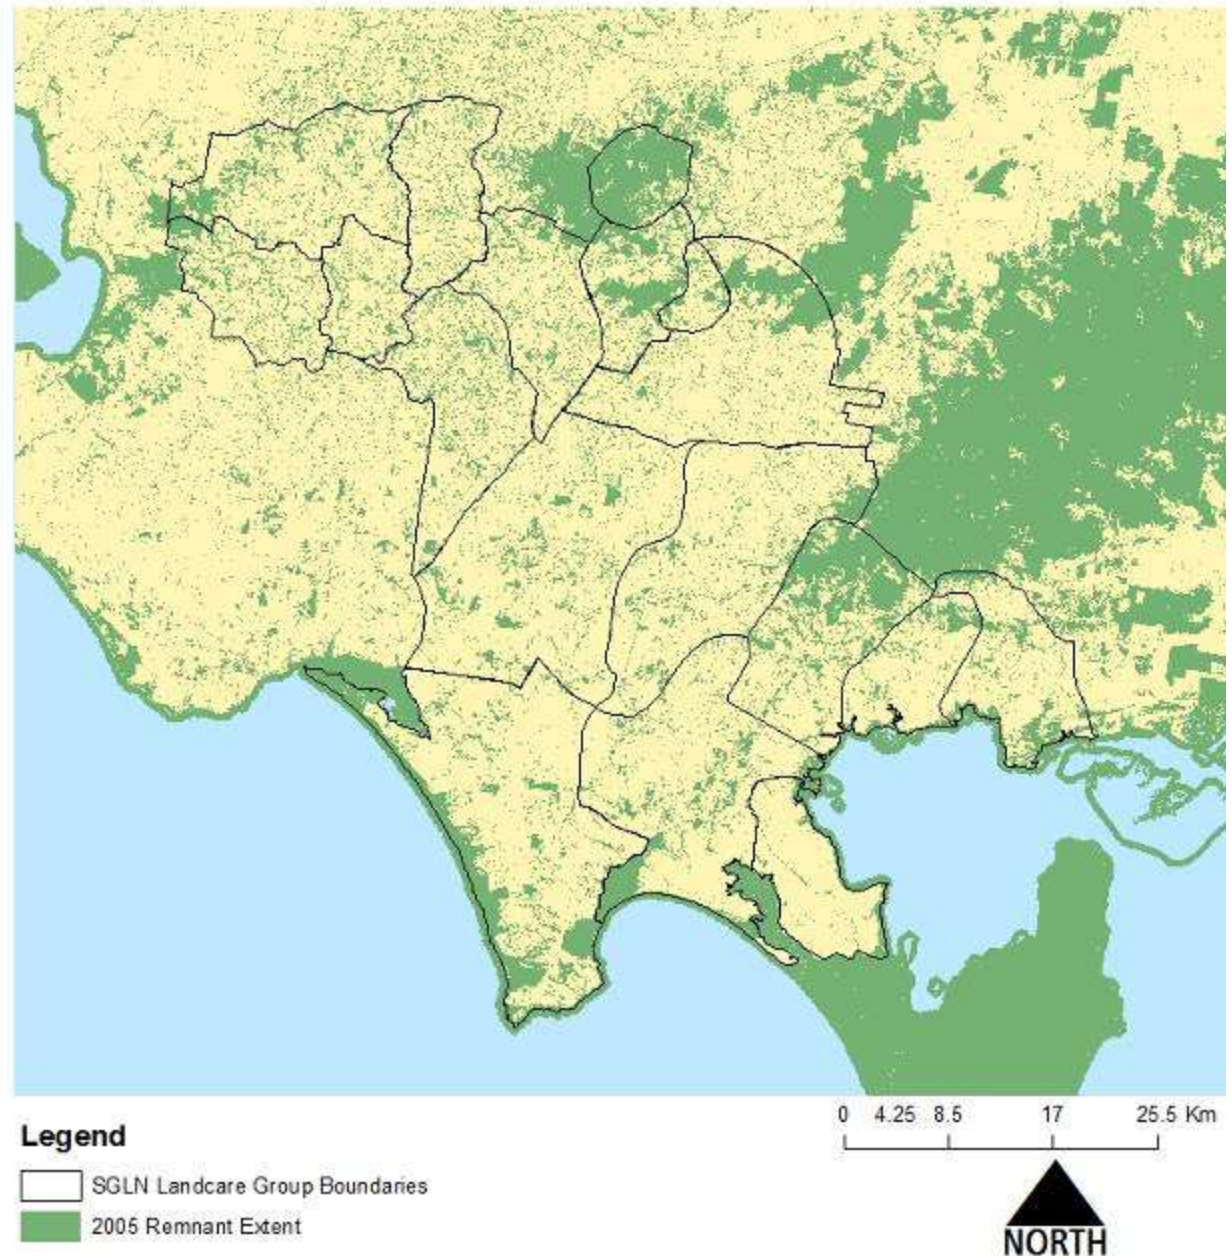 0 4.25 8.5 17 25.5 Km
Legend
SGLN Landcare Group Boundaries
2005 Remnant Extent
NORTH